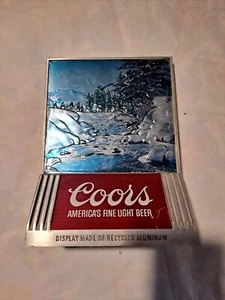 Coors
AMERICA'S FINE LIGHT BEER
DISPLAY MADE OF RECYCLED ALUMINUM